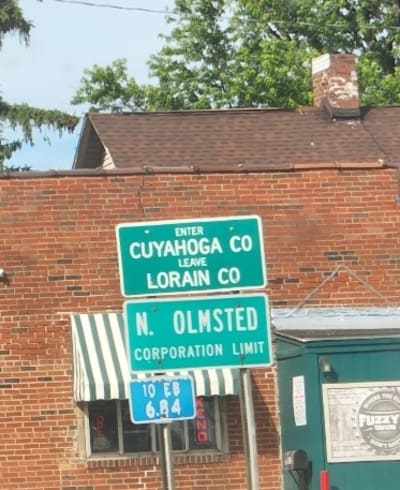 ENTER
CUYAHOGA CO
LEAVE
LORAIN CO
N. OLMSTED
CORPORATION LIMIT
10 EB
6.84
FUZZY